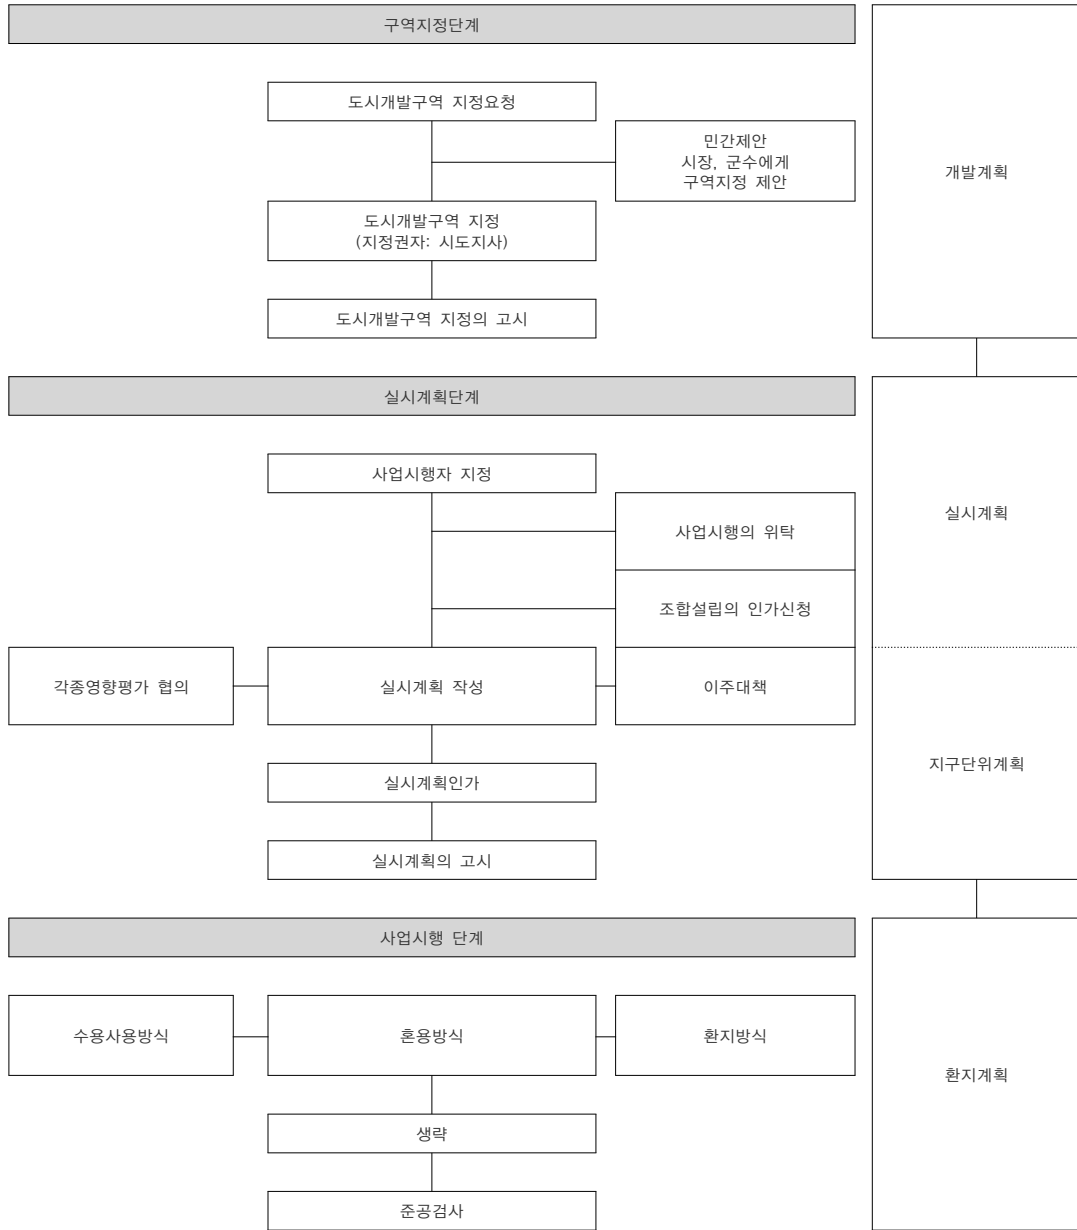 구역지정단계
도시개발구역 지정요청
민간제안
시장, 군수에게
구역지정 제안
개발계획
도시개발구역 지정
(지정권자: 시도지사)
도시개발구역 지정의 고시
실시계획단계
사업시행자 지정
사업시행의 위탁
실시계획
조합설립의 인가신청
각종영향평가 협의
실시계획 작성
이주대책
지구단위계획
실시계획인가
실시계획의 고시
사업시행 단계
수용사용방식
혼용방식
환지방식
환지계획
생략
준공검사